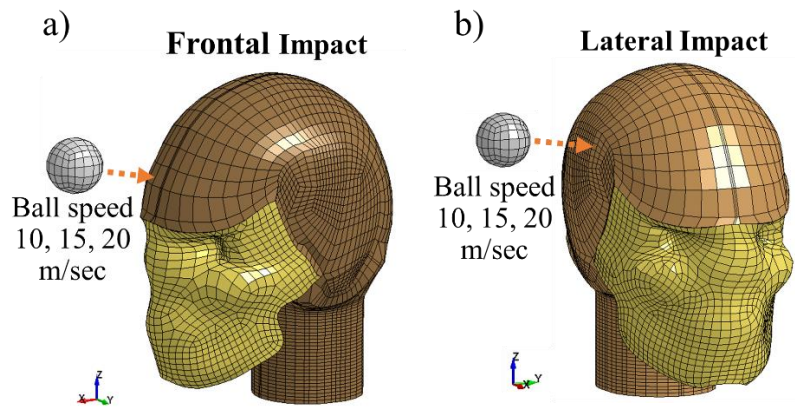 a)
Frontal Impact
Ball speed
10, 15, 20
m/sec
Z
X
Y
b)
Lateral Impact
Ball speed
10, 15, 20
m/sec
Z
X
Y